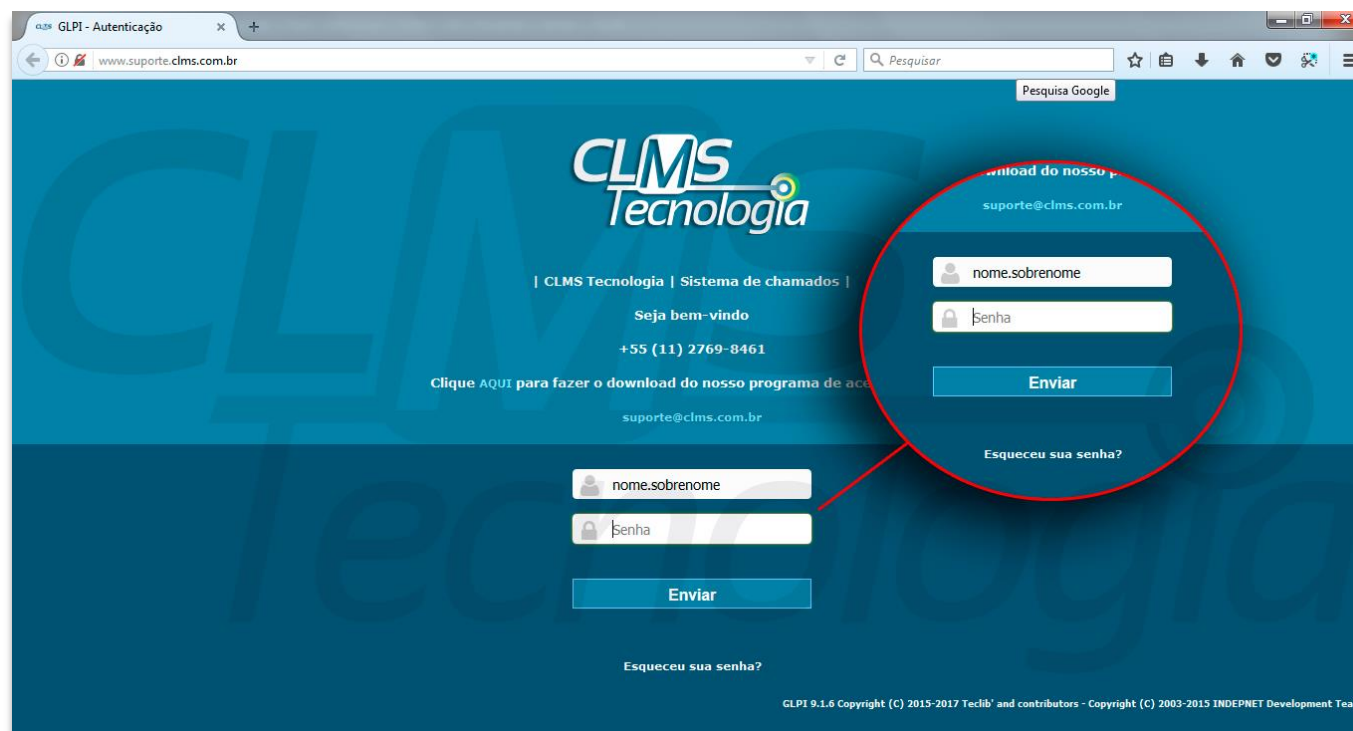 GLPI - Autenticação
www.suporte.clms.com.br
Pesquisar
Pesquisa Google
CLMS
Tecnologia
| CLMS Tecnologia | Sistema de chamados |
Seja bem-vindo
+55 (11) 2769-8461
Clique AQUI para fazer o download do nosso programa de
suporte@clms.com.br
nome.sobrenome
Senha
Enviar
Esqueceu sua senha?
download do nosso
suporte@clms.com.br
nome.sobrenome
Senha
Enviar
Esqueceu sua senha?
GLPI 9.1.6 Copyright (C) 2015-2017 Teclib' and contributors - Copyright (C) 2003-2015 INDEPNET Development
CLMS
Tecnologia